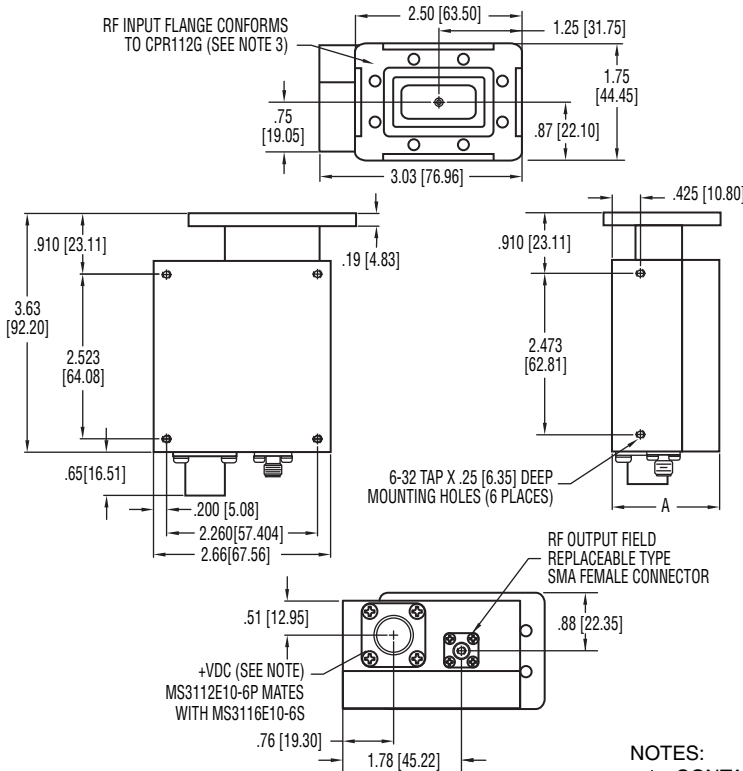 RF INPUT FLANGE CONFORMS
TO CPR112G (SEE NOTE 3)
2.50 [63.50]
1.25 [31.75]
1.75
[44.45]
.75
[19.05]
.87 [22.10]
3.03 [76.96]
.425 [10.80]
.910 [23.11]
.19 [4.83]
.910 [23.11]
3.63
[92.20]
2.523
[64.08]
2.473
[62.81]
.65[16.51]
.200 [5.08]
2.260[57.404]
2.66[67.56]
6-32 TAP X .25 [6.35] DEEP
MOUNTING HOLES (6 PLACES)
A
RF OUTPUT FIELD
REPLACEABLE TYPE
SMA FEMALE CONNECTOR
.51 [12.95]
.88 [22.35]
+VDC (SEE NOTE)
MS3112E10-6P MATES
WITH MS3116E10-6S
.76 [19.30]
1.78 [45.22]
NOTES: